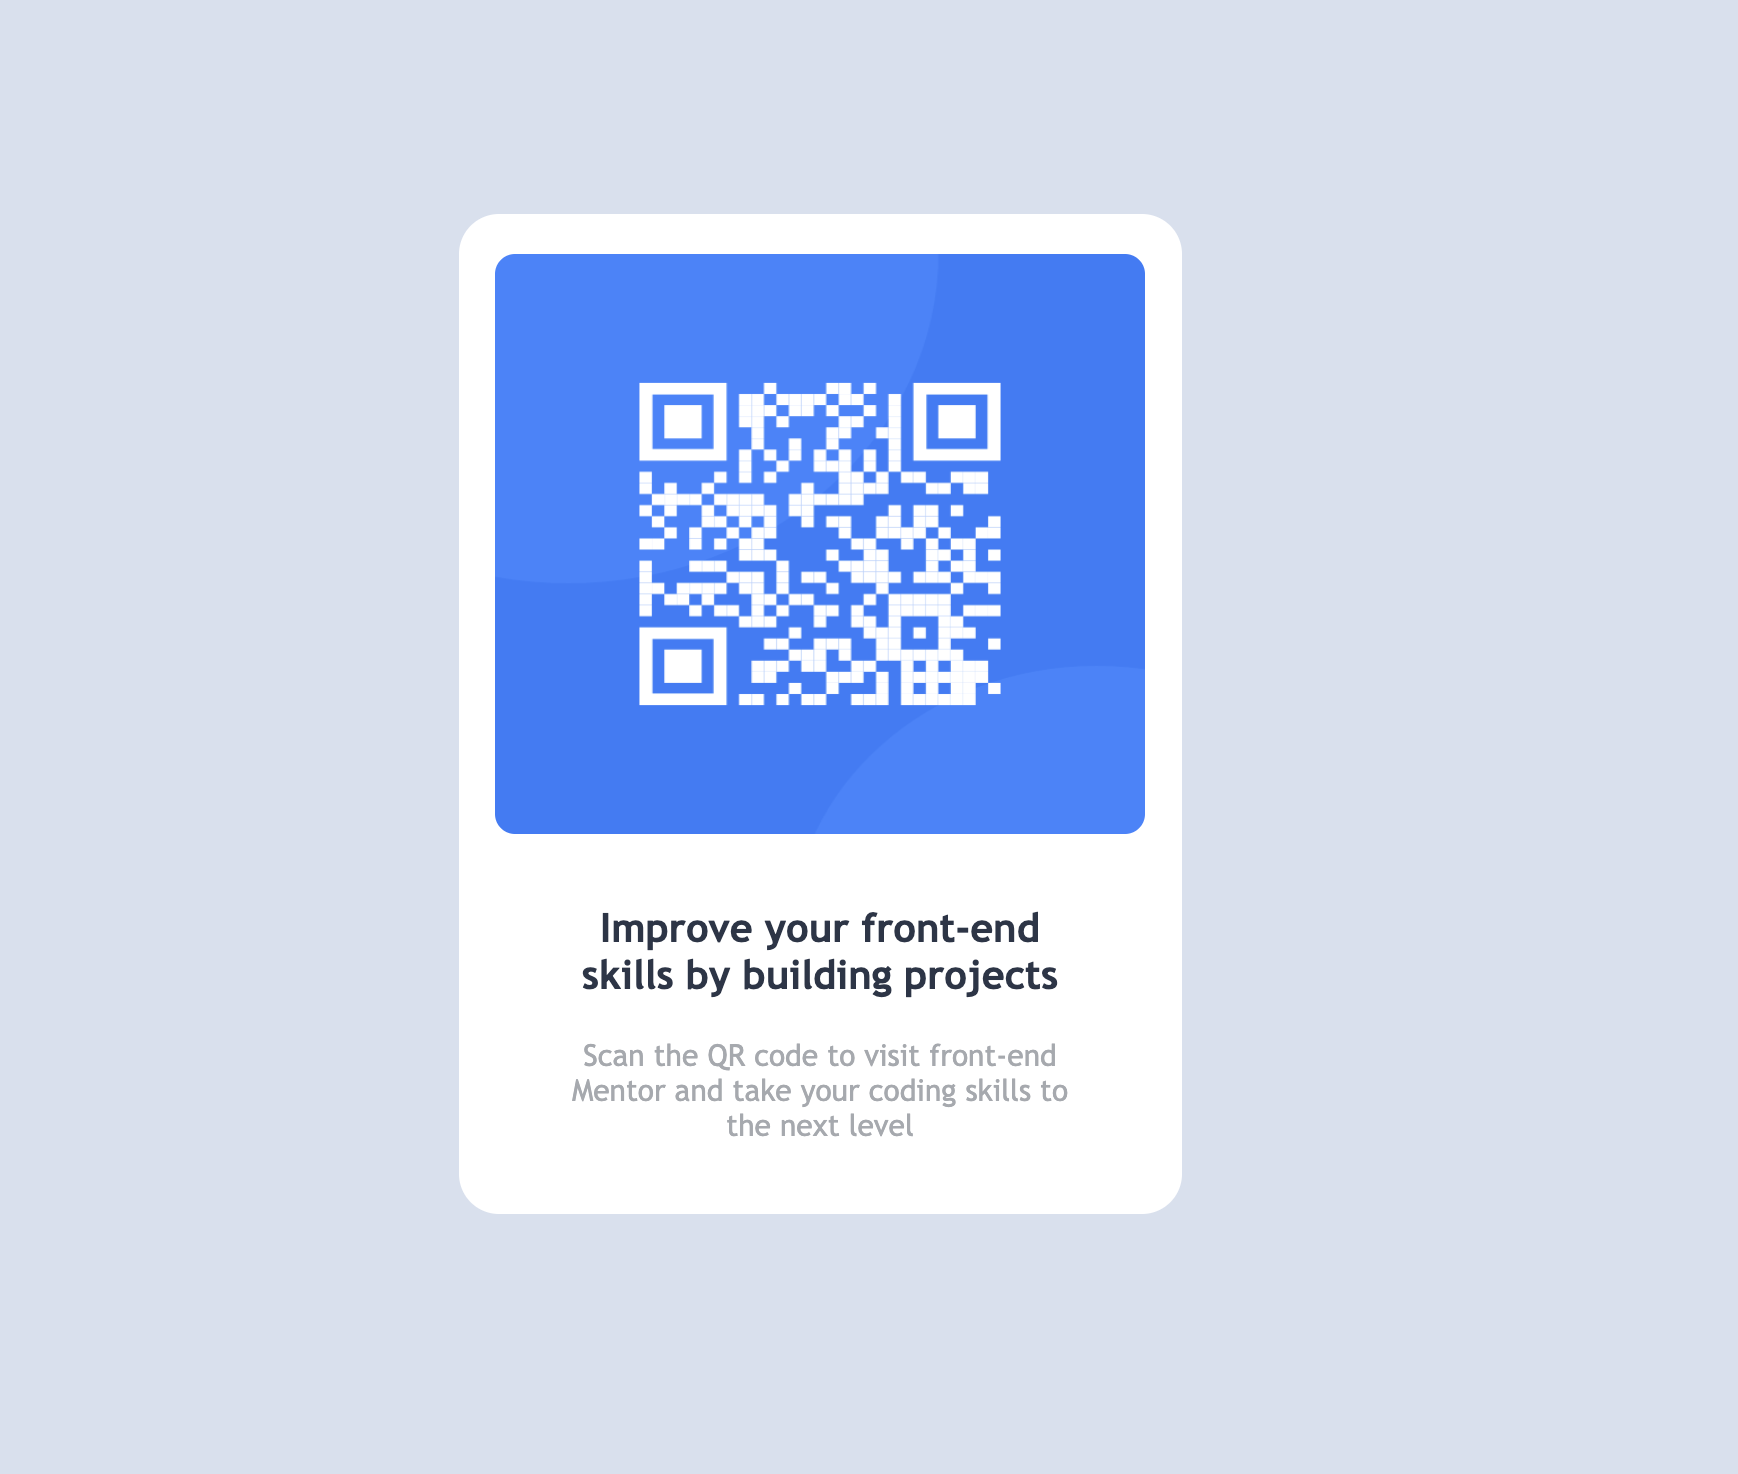 Improve your front-end
skills by building projects
Scan the QR code to visit front-end
Mentor and take your coding skills to
the next level